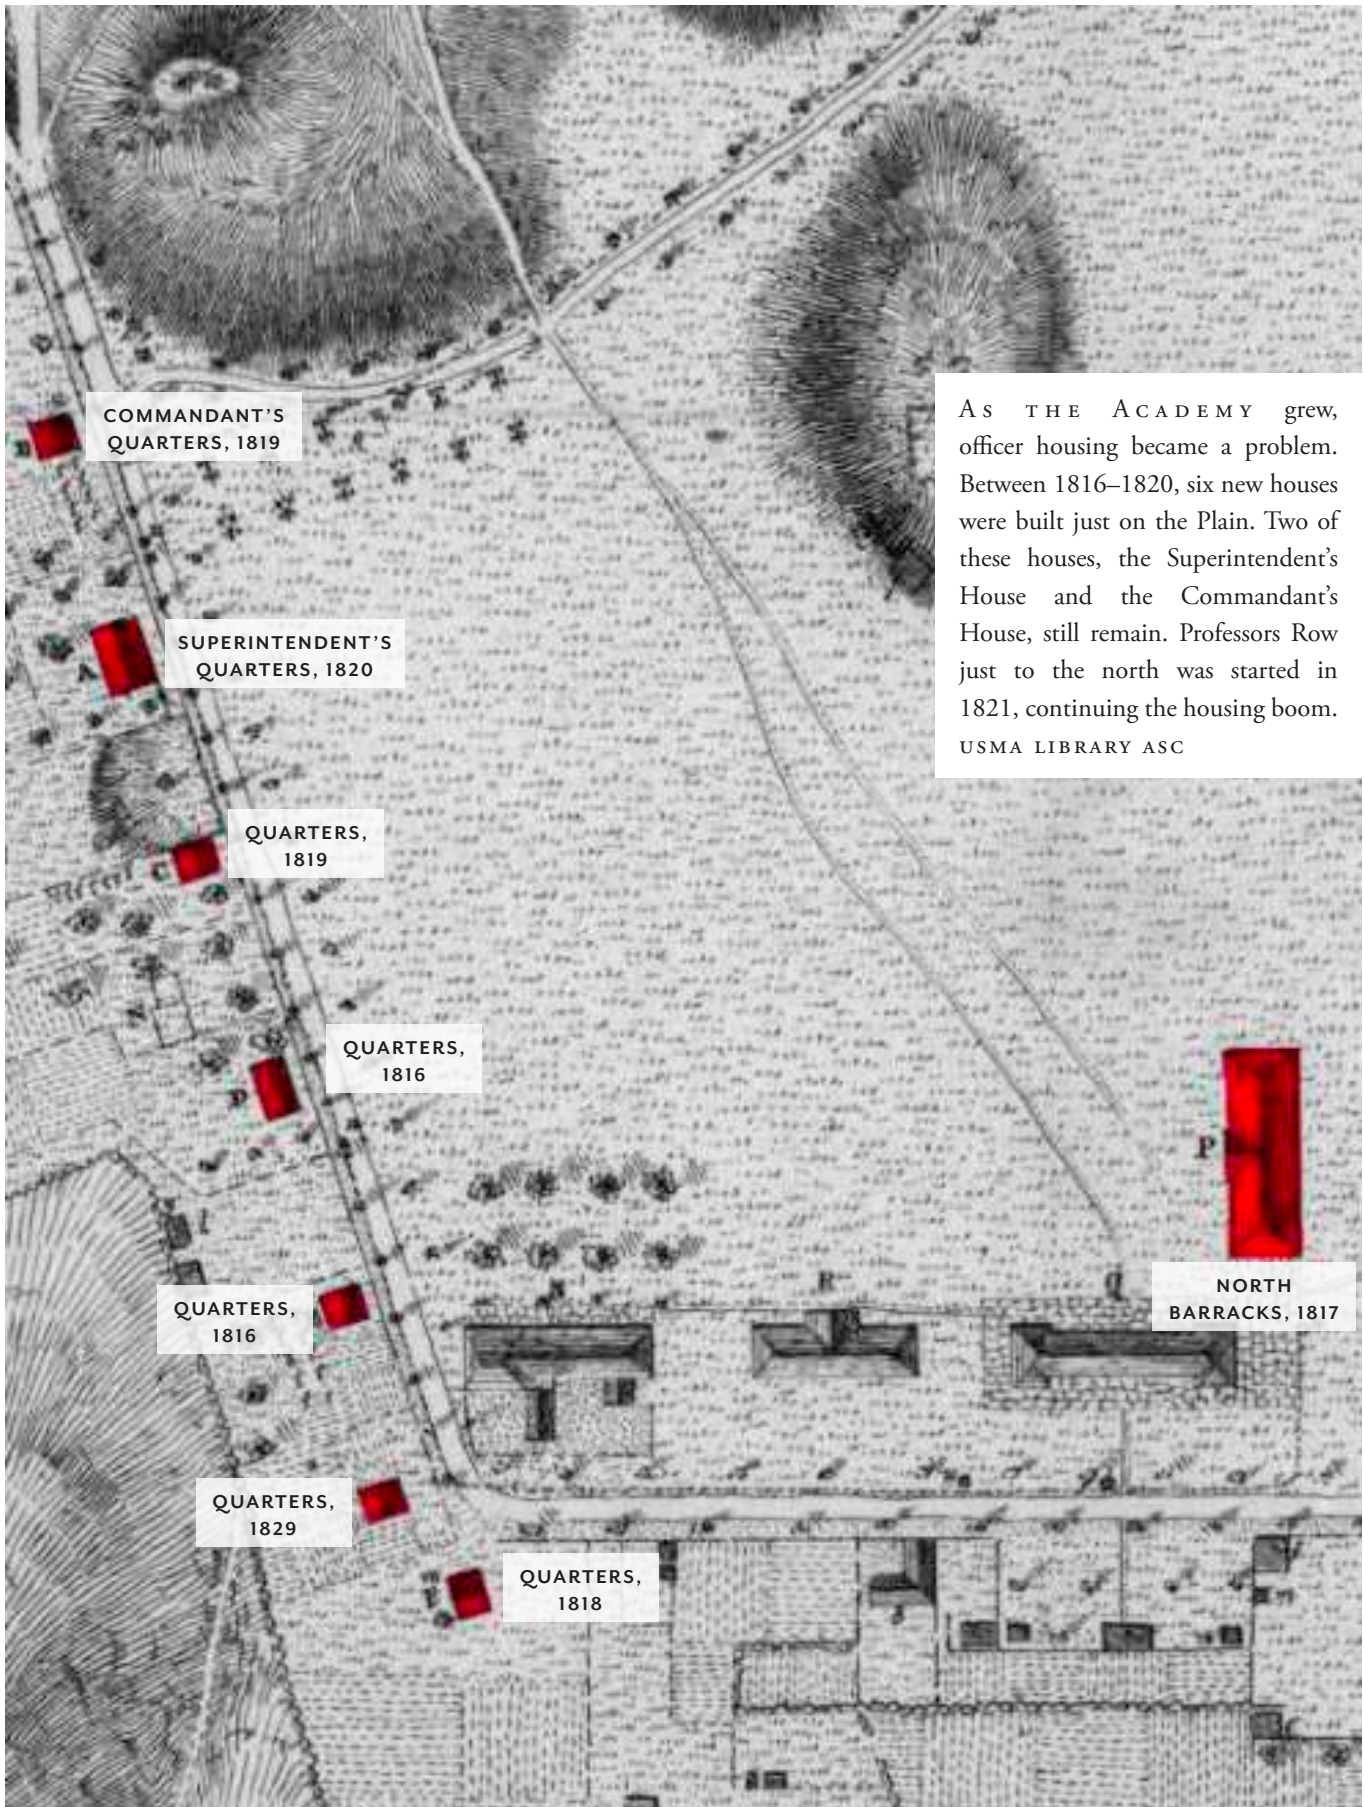 COMMANDANT'S
QUARTERS, 1819
As the Academy grew,
officer housing became a problem.
Between 1816–1820, six new houses
were built just on the Plain. Two of
these houses, the Superintendent's
House and the Commandant's
House, still remain. Professors Row
just to the north was started in
1821, continuing the housing boom.
USMA LIBRARY ASC
SUPERINTENDENT'S
QUARTERS, 1820
A
QUARTERS,
1819
C
N
QUARTERS,
1816
D
P
QUARTERS,
1816
R
NORTH
BARRACKS, 1817
QUARTERS,
1829
QUARTERS,
1818